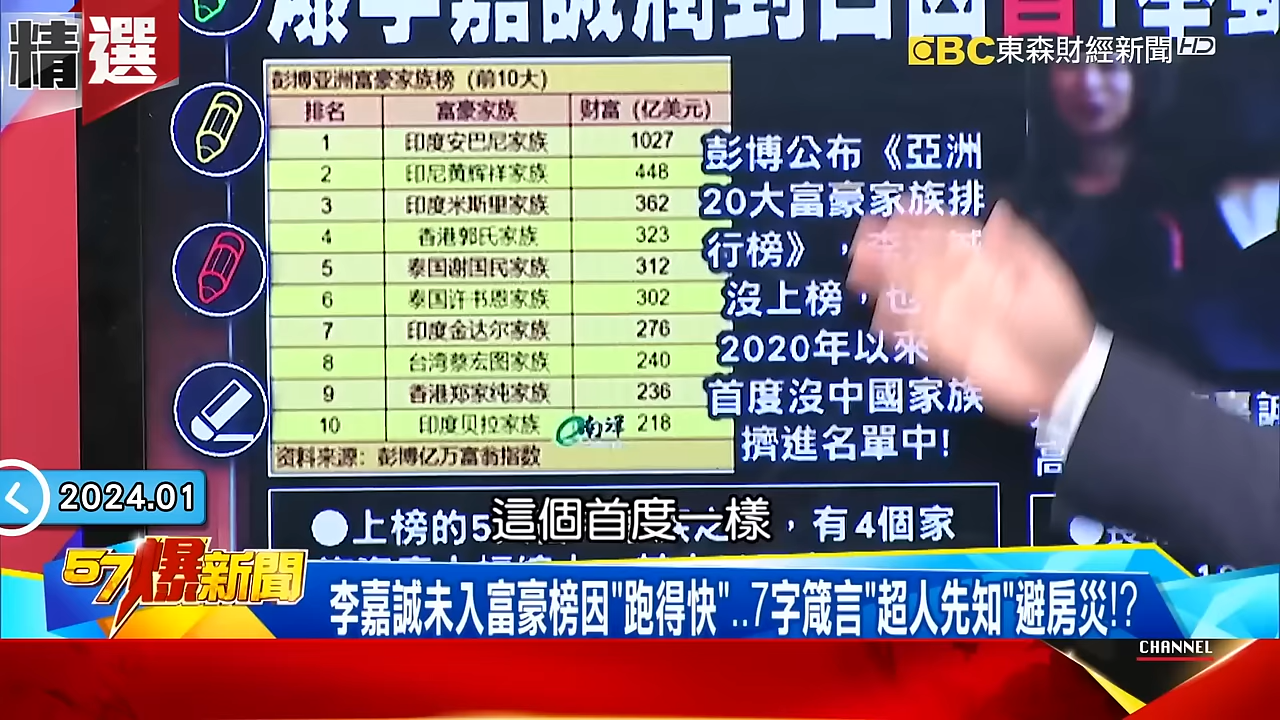 精選
爆李嘉誠
EBC東森財經新聞HD
彭博亚洲富豪家族榜（前10大）
排名 富豪家族 财富（亿美元）
1 印度安巴尼家族 1027
2 印尼黄辉祥家族 448
3 印度米斯里家族 362
4 香港郭氏家族 323
5 泰国谢国民家族 312
6 泰国许书恩家族 302
7 印度金达尔家族 276
8 台湾蔡宏图家族 240
9 香港郑家纯家族 236
10 印度贝拉家族 218
南洋
资料来源：彭博亿万富翁指数
彭博公布《亞洲
20大富豪家族排
行榜》，
沒上榜，也
2020年以來
首度沒中國家族
擠進名單中!
2024.01
●上榜的5 ，有4個家
這個首度一樣
57爆新聞
李嘉誠未入富豪榜因"跑得快"..7字箴言"超人先知"避房災!?
CHANNEL